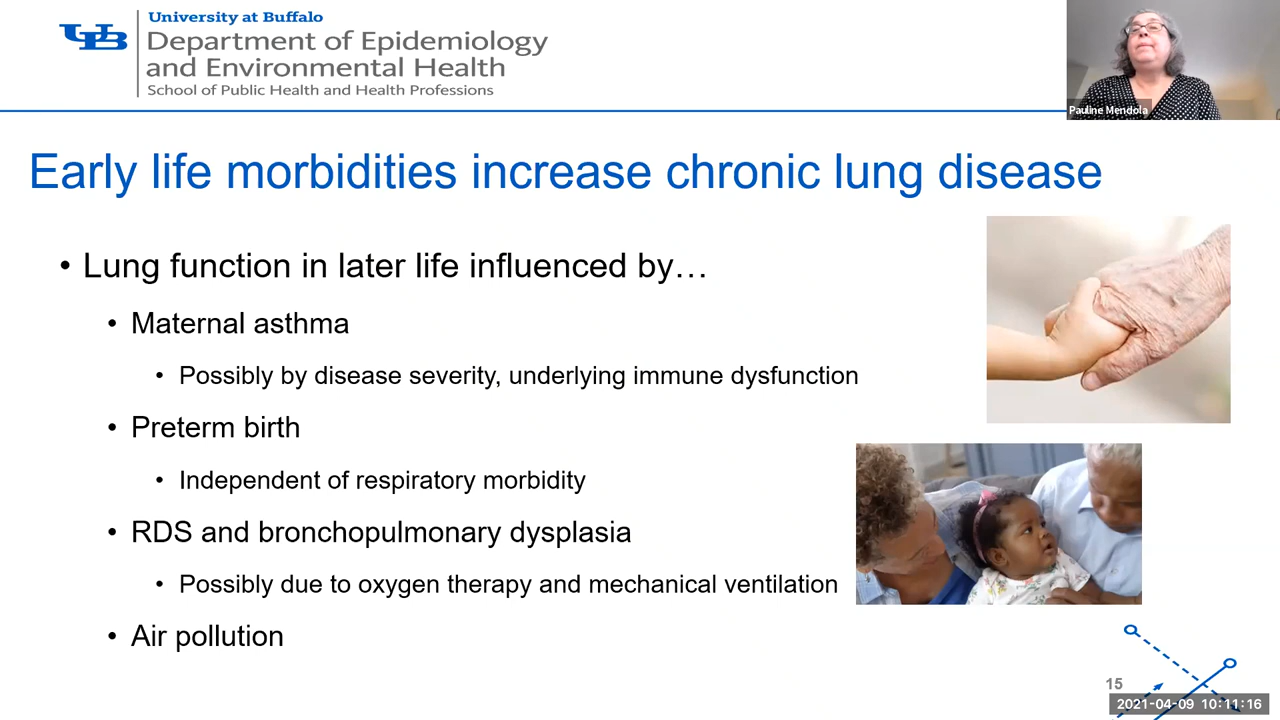 University at Buffalo
Department of Epidemiology
and Environmental Health
School of Public Health and Health Professions
Pauline Mendola
Early life morbidities increase chronic lung disease
• Lung function in later life influenced by…
• Maternal asthma
• Possibly by disease severity, underlying immune dysfunction
• Preterm birth
• Independent of respiratory morbidity
• RDS and bronchopulmonary dysplasia
• Possibly due to oxygen therapy and mechanical ventilation
• Air pollution
15
2021-04-09 10:11:16